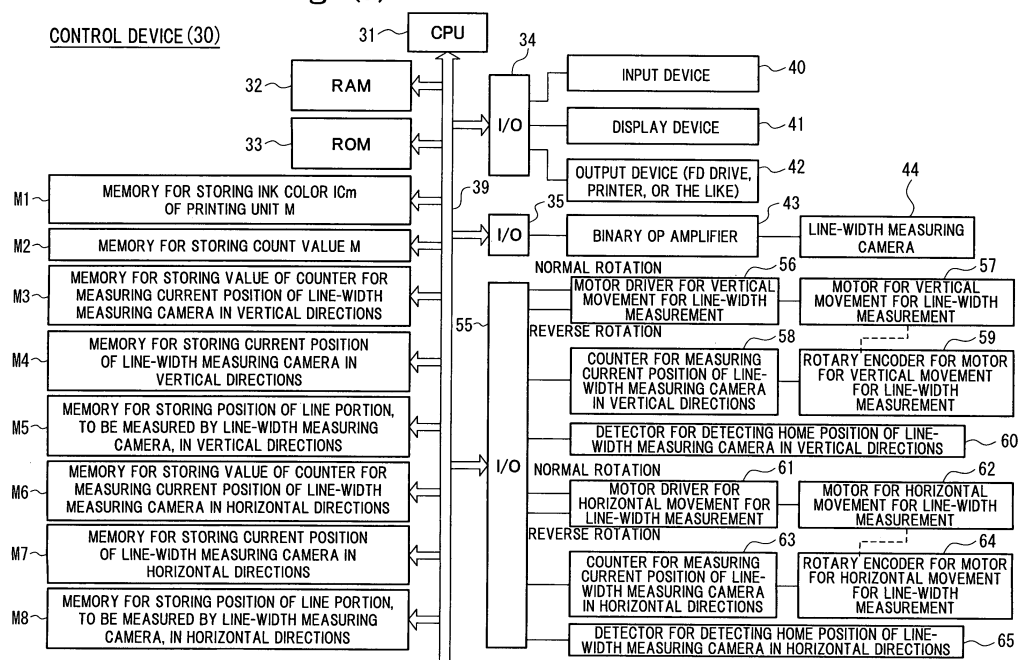 CONTROL DEVICE (30)
31
CPU
32
RAM
33
ROM
39
M1
MEMORY FOR STORING INK COLOR ICm
OF PRINTING UNIT M
M2
MEMORY FOR STORING COUNT VALUE M
M3
MEMORY FOR STORING VALUE OF COUNTER FOR
MEASURING CURRENT POSITION OF LINE-WIDTH
MEASURING CAMERA IN VERTICAL DIRECTIONS
M4
MEMORY FOR STORING CURRENT POSITION
OF LINE-WIDTH MEASURING CAMERA IN
VERTICAL DIRECTIONS
M5
MEMORY FOR STORING POSITION OF LINE PORTION,
TO BE MEASURED BY LINE-WIDTH MEASURING
CAMERA, IN VERTICAL DIRECTIONS
M6
MEMORY FOR STORING VALUE OF COUNTER FOR
MEASURING CURRENT POSITION OF LINE-WIDTH
MEASURING CAMERA IN HORIZONTAL DIRECTIONS
M7
MEMORY FOR STORING CURRENT POSITION
OF LINE-WIDTH MEASURING CAMERA IN
HORIZONTAL DIRECTIONS
M8
MEMORY FOR STORING POSITION OF LINE PORTION,
TO BE MEASURED BY LINE-WIDTH MEASURING
CAMERA, IN HORIZONTAL DIRECTIONS
34
I/O
INPUT DEVICE
40
DISPLAY DEVICE
41
OUTPUT DEVICE (FD DRIVE,
PRINTER, OR THE LIKE)
42
35
I/O
BINARY OP AMPLIFIER
43
LINE-WIDTH MEASURING
CAMERA
44
55
I/O
NORMAL ROTATION
56
MOTOR DRIVER FOR VERTICAL
MOVEMENT FOR LINE-WIDTH
MEASUREMENT
REVERSE ROTATION
57
MOTOR FOR VERTICAL
MOVEMENT FOR LINE-WIDTH
MEASUREMENT
58
COUNTER FOR MEASURING
CURRENT POSITION OF LINE-
WIDTH MEASURING CAMERA
IN VERTICAL DIRECTIONS
59
ROTARY ENCODER FOR MOTOR
FOR VERTICAL MOVEMENT
FOR LINE-WIDTH
MEASUREMENT
DETECTOR FOR DETECTING HOME POSITION OF LINE-
WIDTH MEASURING CAMERA IN VERTICAL DIRECTIONS
60
NORMAL ROTATION
61
MOTOR DRIVER FOR
HORIZONTAL MOVEMENT FOR
LINE-WIDTH MEASUREMENT
REVERSE ROTATION
62
MOTOR FOR HORIZONTAL
MOVEMENT FOR LINE-WIDTH
MEASUREMENT
63
COUNTER FOR MEASURING
CURRENT POSITION OF LINE-
WIDTH MEASURING CAMERA
IN HORIZONTAL DIRECTIONS
64
ROTARY ENCODER FOR MOTOR
FOR HORIZONTAL MOVEMENT
FOR LINE-WIDTH
MEASUREMENT
DETECTOR FOR DETECTING HOME POSITION OF LINE-
WIDTH MEASURING CAMERA IN HORIZONTAL DIRECTIONS
65